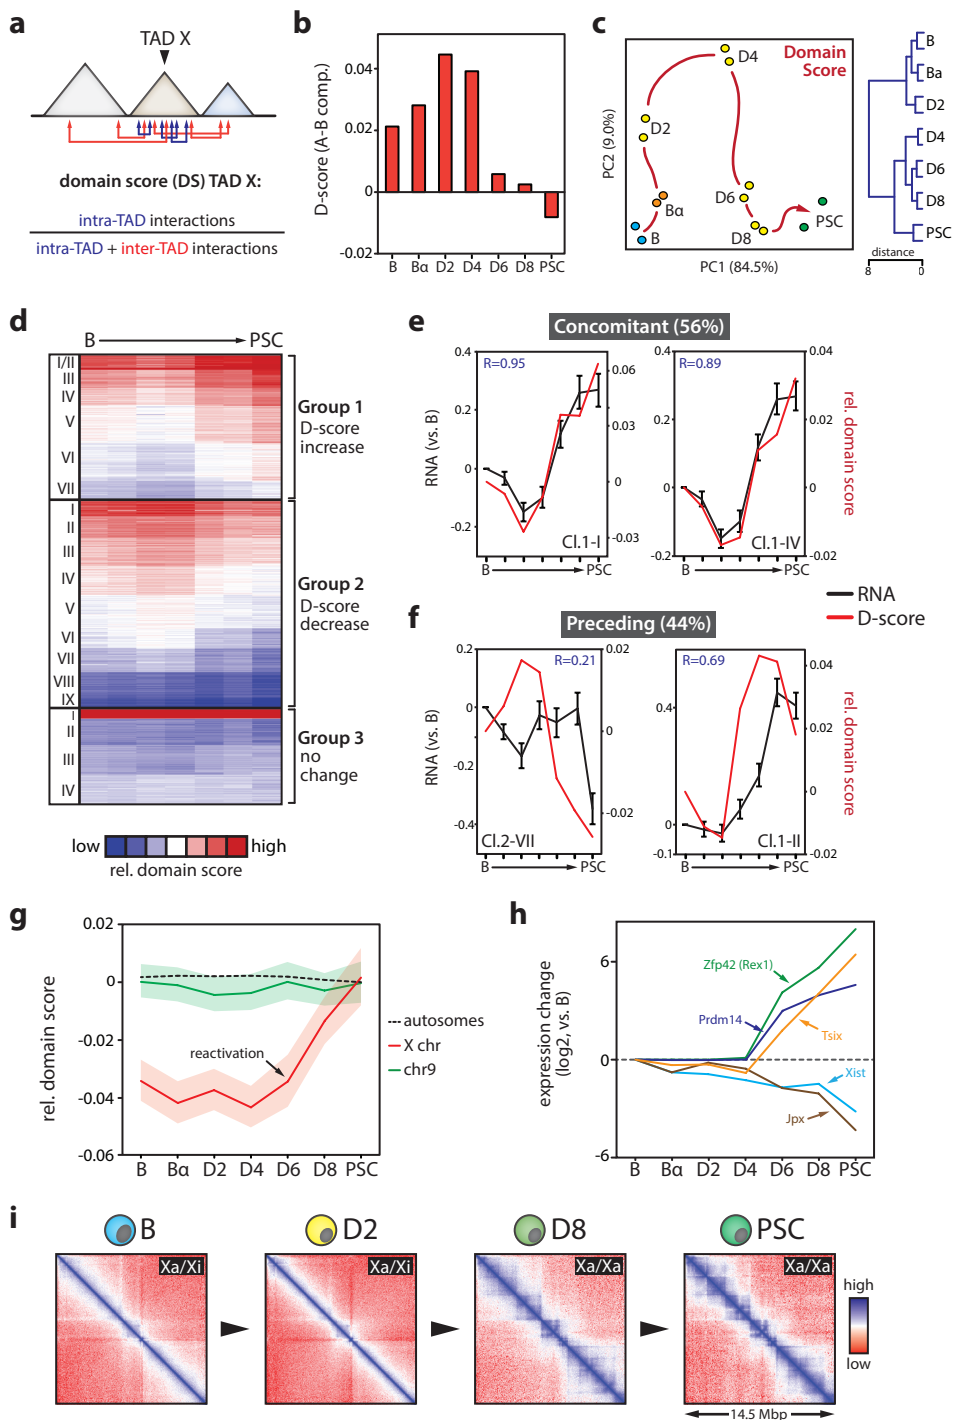 a
TAD X
domain score (DS) TAD X:
intra-TAD interactions
intra-TAD + inter-TAD interactions
b
D-score (A-B comp.)
0.04
0.02
0
-0.02
B Bα D2 D4 D6 D8 PSC
c
Domain
Score
PC2 (9.0%)
D4
D2
Bα
B
D6
D8
PSC
PC1 (84.5%)
B
Ba
D2
D4
D6
D8
PSC
distance
8 0
d
B PSC
I/II
III
IV
V
VI
VII
Group 1
D-score
increase
I
II
III
IV
V
VI
VII
VIII
IX
Group 2
D-score
decrease
I
II
III
IV
Group 3
no
change
low high
rel. domain score
e
Concomitant (56%)
RNA (vs. B)
0.4
0.2
0
-0.2
R=0.95
0.06
0.03
0
-0.03
Cl.1-I
B PSC
0.4
0.2
0
-0.2
R=0.89
0.04
0.02
0
-0.02
Cl.1-IV
B PSC
rel. domain score
RNA
D-score
f
Preceding (44%)
RNA (vs. B)
0.2
0
-0.2
-0.4
R=0.21
0.02
0
-0.02
Cl.2-VII
B PSC
0.4
0
-0.1
R=0.69
0.04
0.02
0
-0.02
Cl.1-II
B PSC
rel. domain score
g
rel. domain score
0.02
0
-0.02
-0.04
-0.06
reactivation
autosomes
X chr
chr9
B Bα D2 D4 D6 D8 PSC
h
expression change
(log2, vs. B)
6
0
-6
Zfp42 (Rex1)
Prdm14
Tsix
Xist
Jpx
B Bα D2 D4 D6 D8 PSC
i
B
D2
D8
PSC
Xa/Xi
Xa/Xi
Xa/Xa
Xa/Xa
high
low
14.5 Mbp